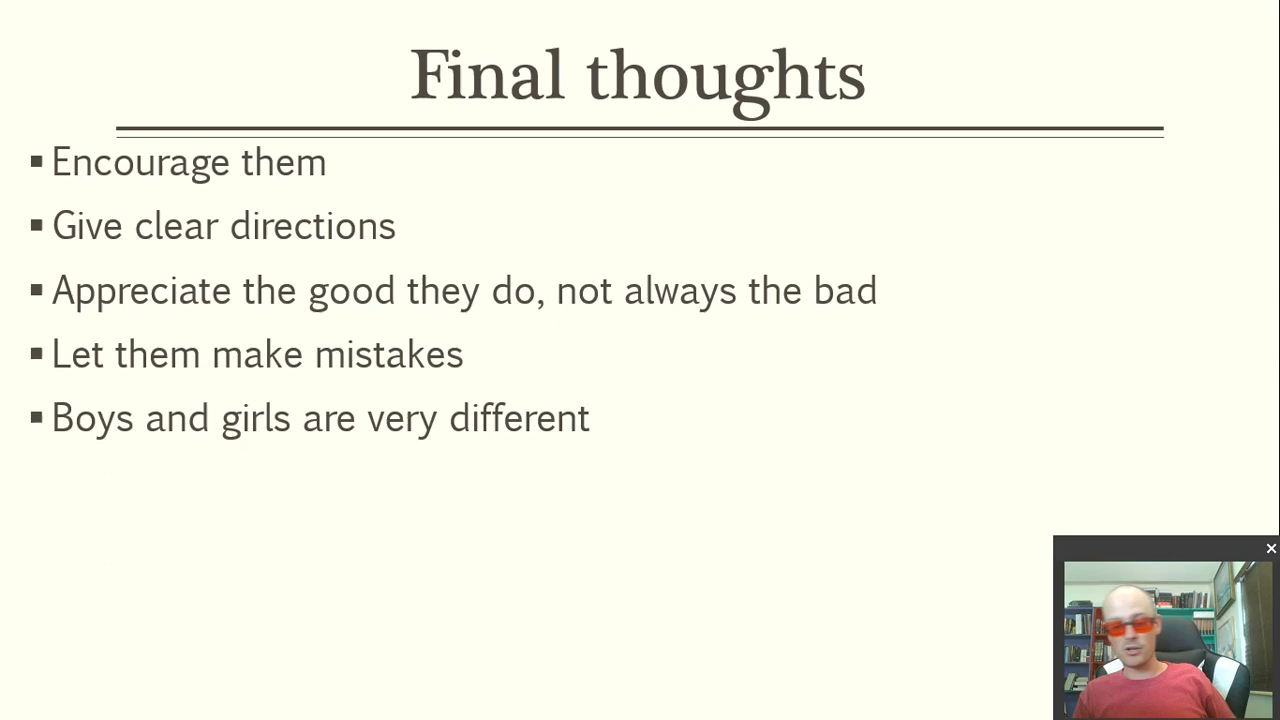 Final thoughts
Encourage them
Give clear directions
Appreciate the good they do, not always the bad
Let them make mistakes
Boys and girls are very different